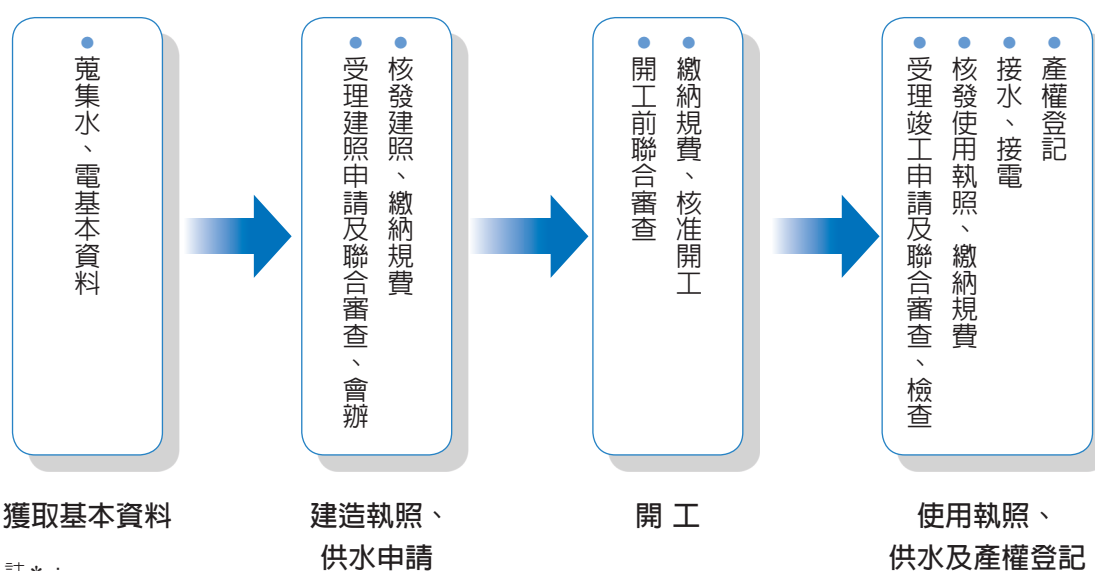 蒐集水、電基本資料
獲取基本資料
受理建照申請及聯合審查、會辦
核發建照、繳納規費
建造執照、
供水申請
開工前聯合審查
繳納規費、核准開工
開 工
受理竣工申請及聯合審查、檢查
核發使用執照、繳納規費
接水、接電
產權登記
使用執照、
供水及產權登記